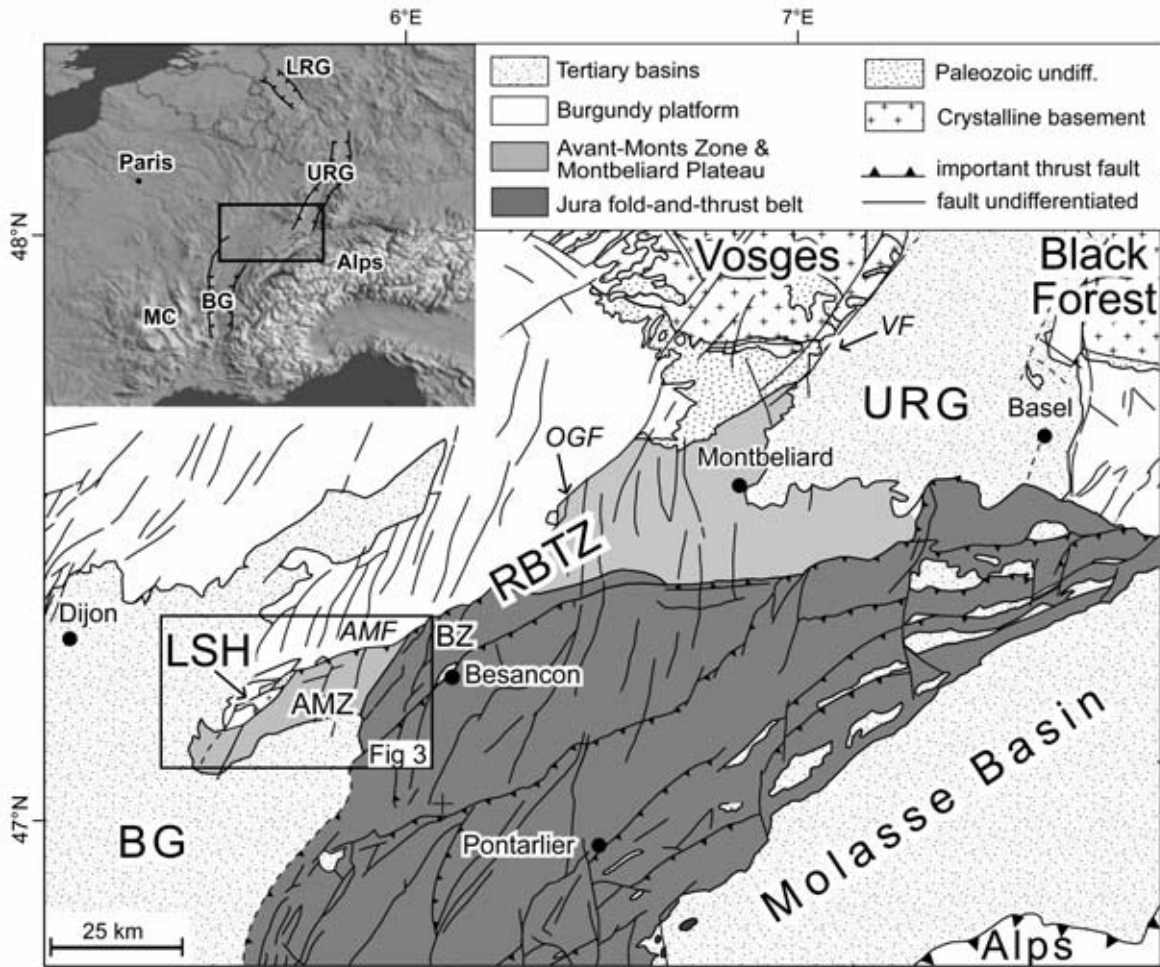 6°E
7°E
48°N
47°N
LRG
Paris
URG
Alps
BG
MC
Tertiary basins
Burgundy platform
Avant-Monts Zone &
Montbeliard Plateau
Jura fold-and-thrust belt
Paleozoic undiff.
Crystalline basement
important thrust fault
fault undifferentiated
Vosges
Black
Forest
VF
URG
Basel
OGF
Montbeliard
RBTZ
Dijon
LSH
AMF
BZ
Besancon
AMZ
Fig 3
BG
Pontarlier
Molasse Basin
25 km
Alps